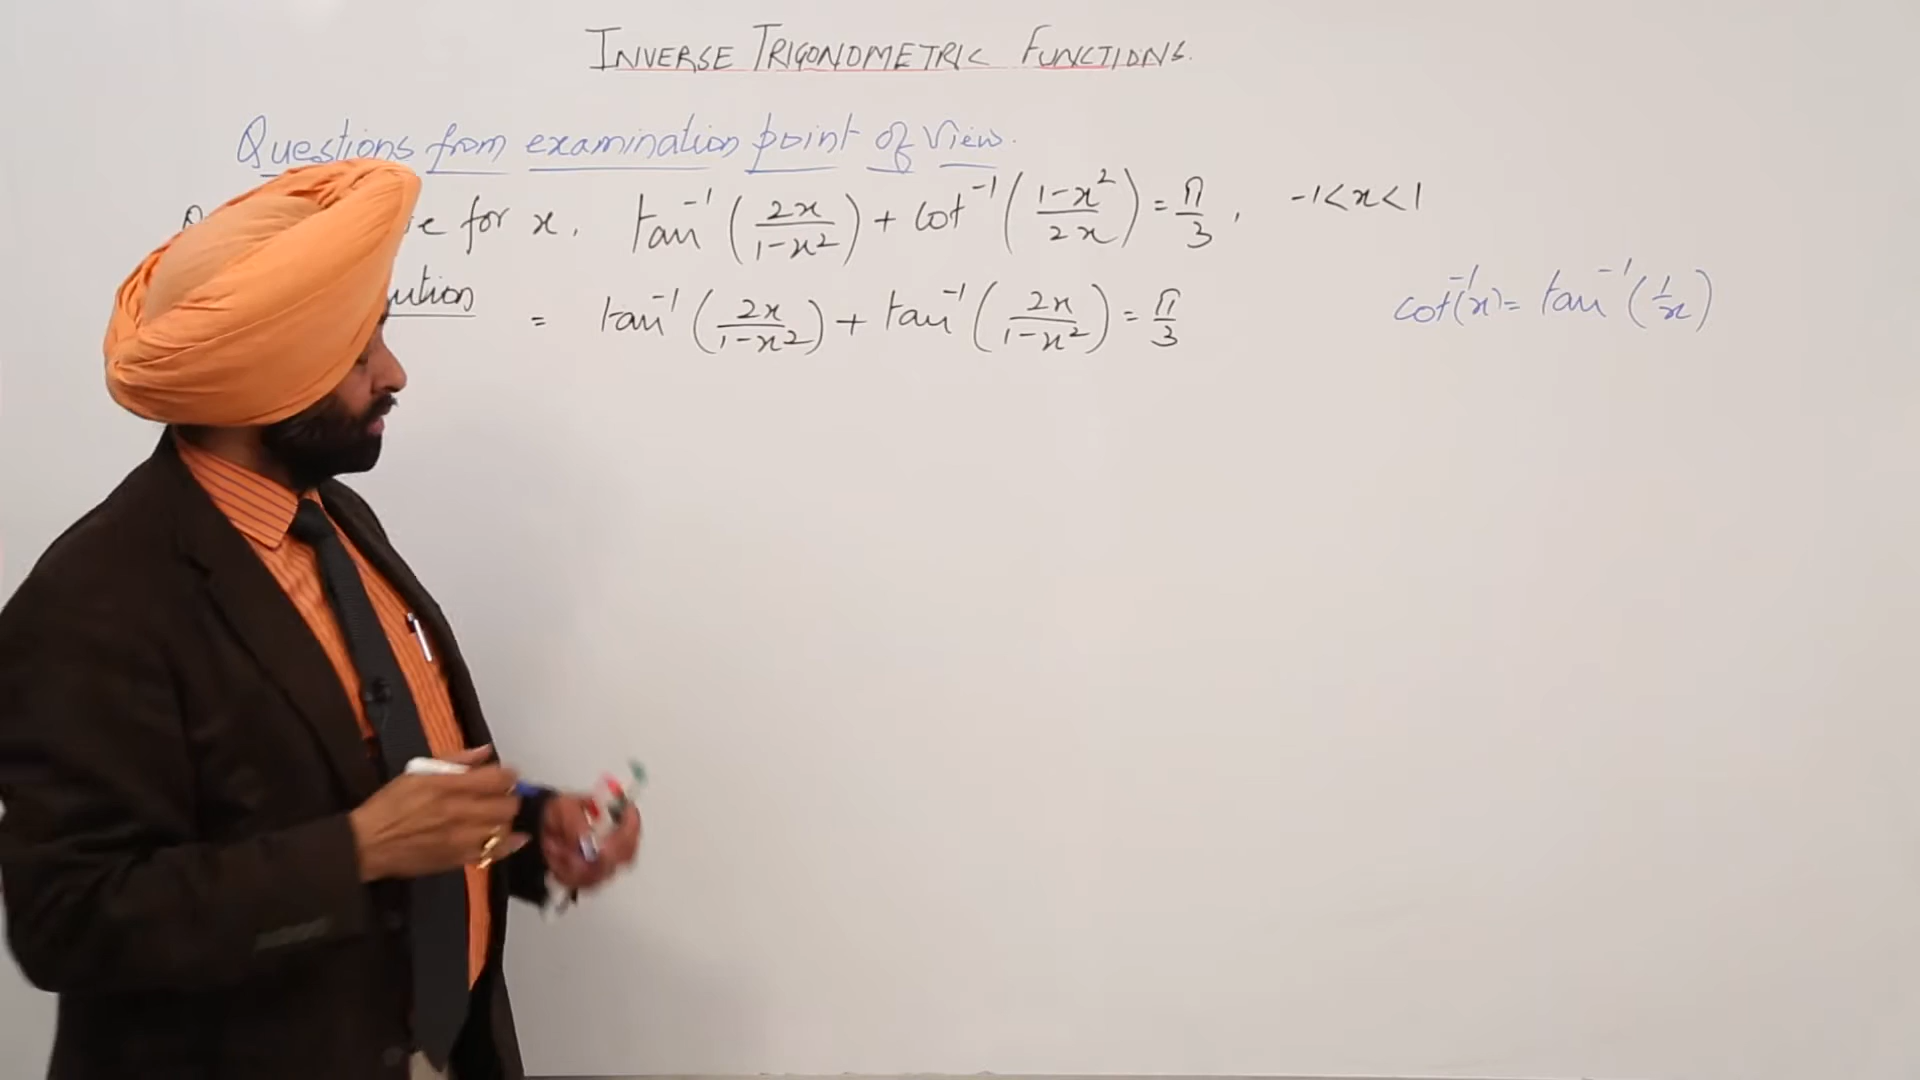 INVERSE TRIGONOMETRIC FUNCTIONS.
Questions from examination point of View.
for x, tan⁻¹(2x/1-x²) + cot⁻¹(1-x²/2x) = π/3, -1<x<1
= tan⁻¹(2x/1-x²) + tan⁻¹(2x/1-x²) = π/3
cot⁻¹(x) = tan⁻¹(1/x)